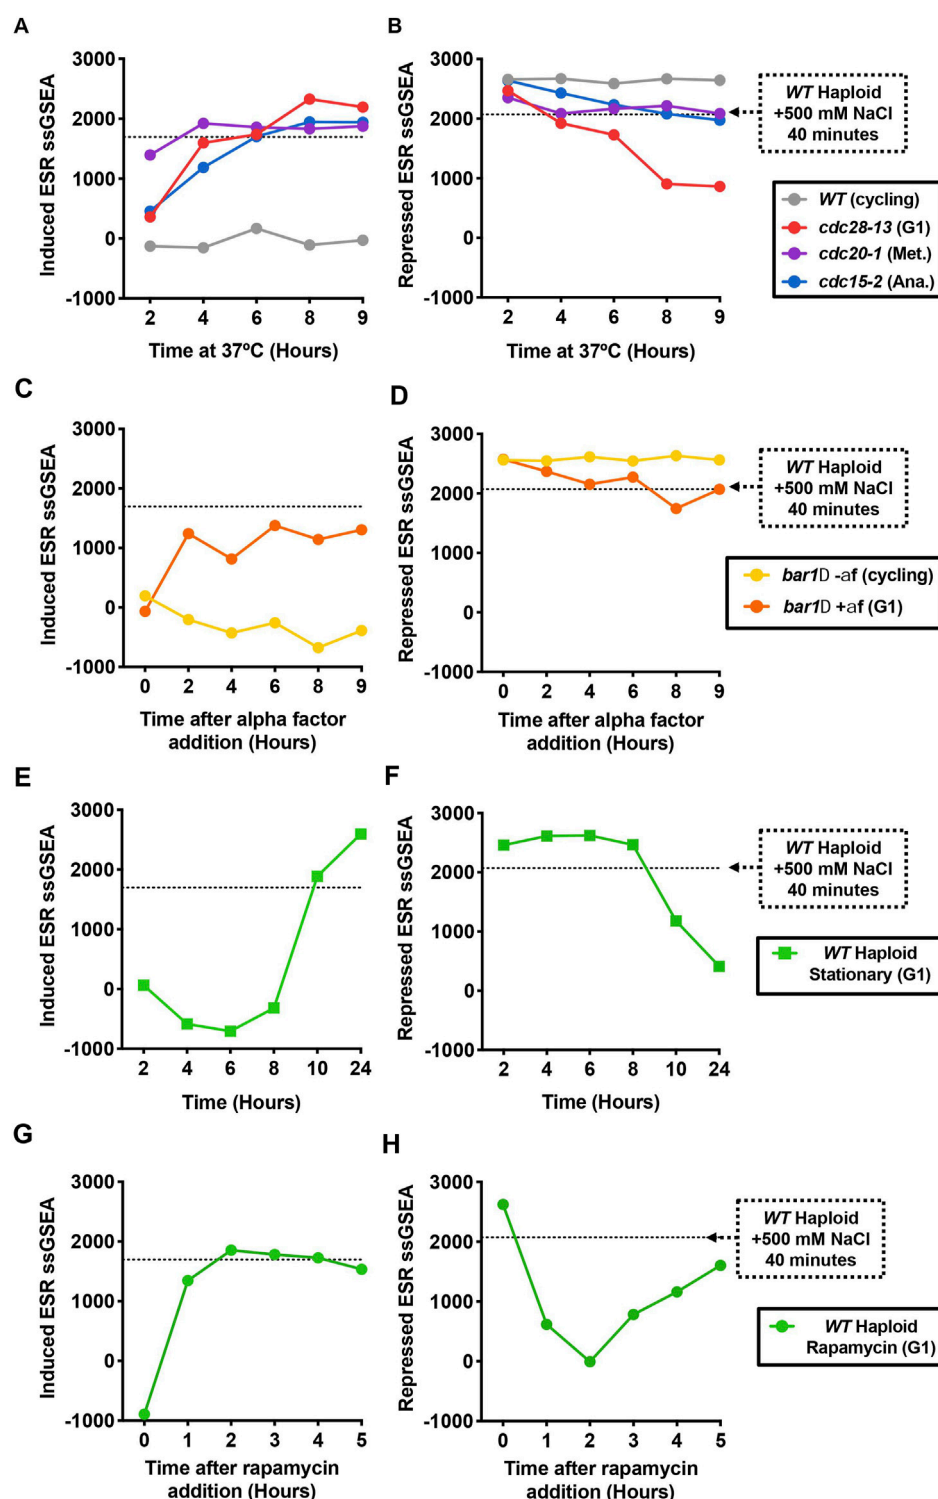 A
Induced ESR ssGSEA
3000
2000
1000
0
-1000
2 4 6 8 9
Time at 37ºC (Hours)
B
Repressed ESR ssGSEA
3000
2000
1000
0
-1000
2 4 6 8 9
Time at 37ºC (Hours)
WT Haploid
+500 mM NaCl
40 minutes
WT (cycling)
cdc28-13 (G1)
cdc20-1 (Met.)
cdc15-2 (Ana.)
C
Induced ESR ssGSEA
3000
2000
1000
0
-1000
0 2 4 6 8 9
Time after alpha factor
addition (Hours)
D
Repressed ESR ssGSEA
3000
2000
1000
0
-1000
0 2 4 6 8 9
Time after alpha factor
addition (Hours)
WT Haploid
+500 mM NaCl
40 minutes
bar1D -af (cycling)
bar1D +af (G1)
E
Induced ESR ssGSEA
3000
2000
1000
0
-1000
2 4 6 8 10 24
Time (Hours)
F
Repressed ESR ssGSEA
3000
2000
1000
0
-1000
2 4 6 8 10 24
Time (Hours)
WT Haploid
+500 mM NaCl
40 minutes
WT Haploid
Stationary (G1)
G
Induced ESR ssGSEA
3000
2000
1000
0
-1000
0 1 2 3 4 5
Time after rapamycin
addition (Hours)
H
Repressed ESR ssGSEA
3000
2000
1000
0
-1000
0 1 2 3 4 5
Time after rapamycin
addition (Hours)
WT Haploid
+500 mM NaCl
40 minutes
WT Haploid
Rapamycin (G1)